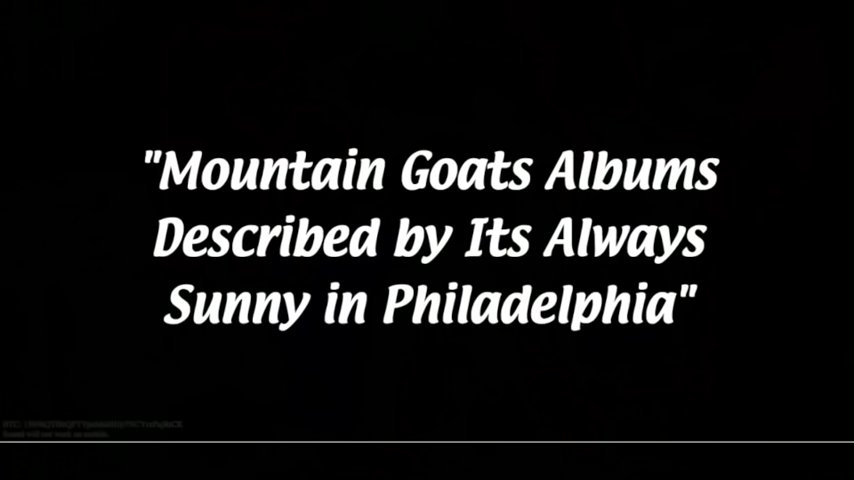 "Mountain Goats Albums
Described by Its Always
Sunny in Philadelphia"